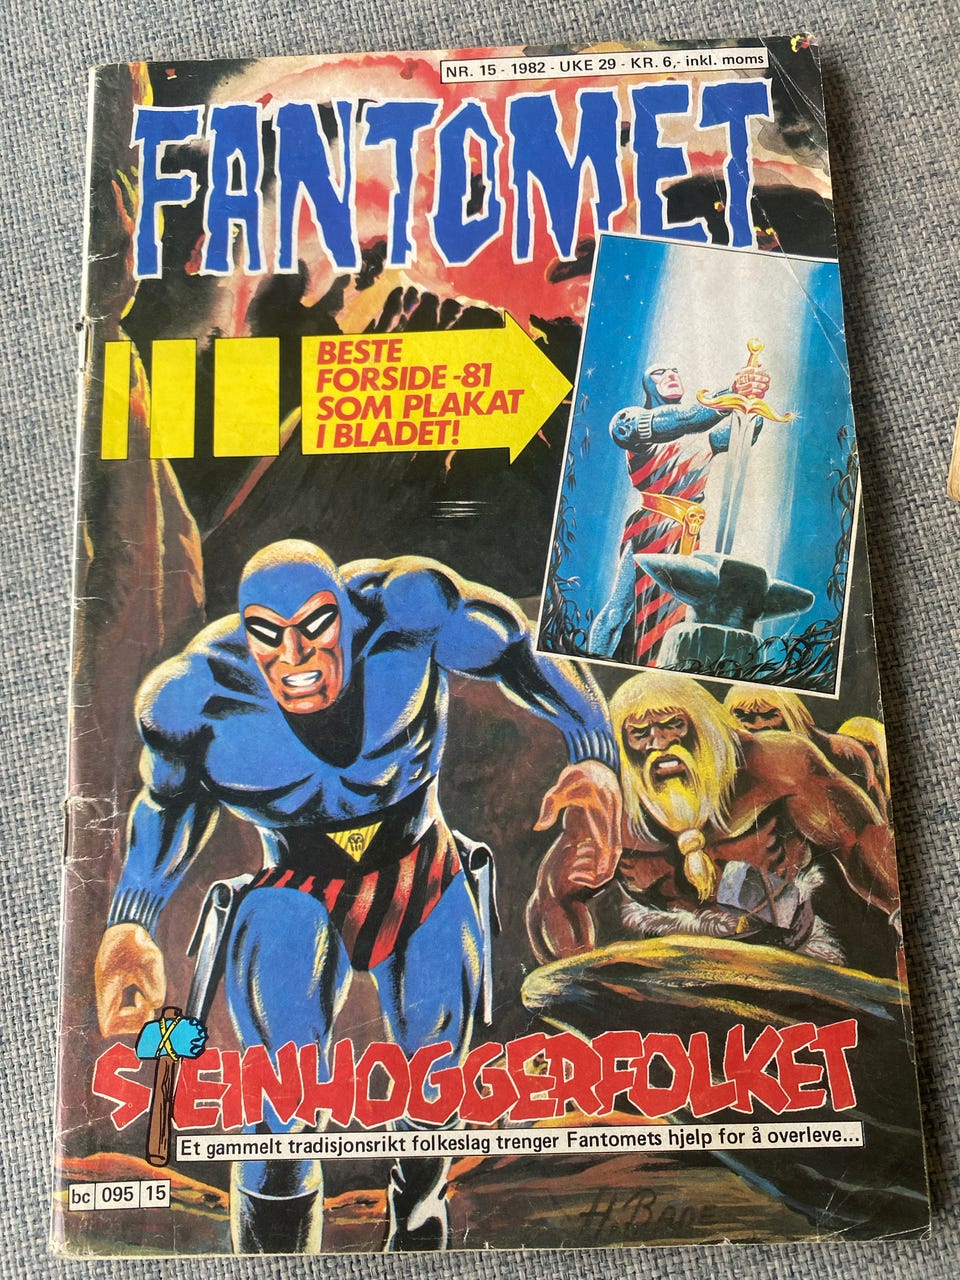 NR. 15 - 1982 - UKE 29 - KR. 6,- inkl. moms
FANTOMET
BESTE
FORSIDE -81
SOM PLAKAT
I BLADET!
STEINHOGGERFOLKET
Et gammelt tradisjonsrikt folkeslag trenger Fantomets hjelp for å overleve...
bc 095 15